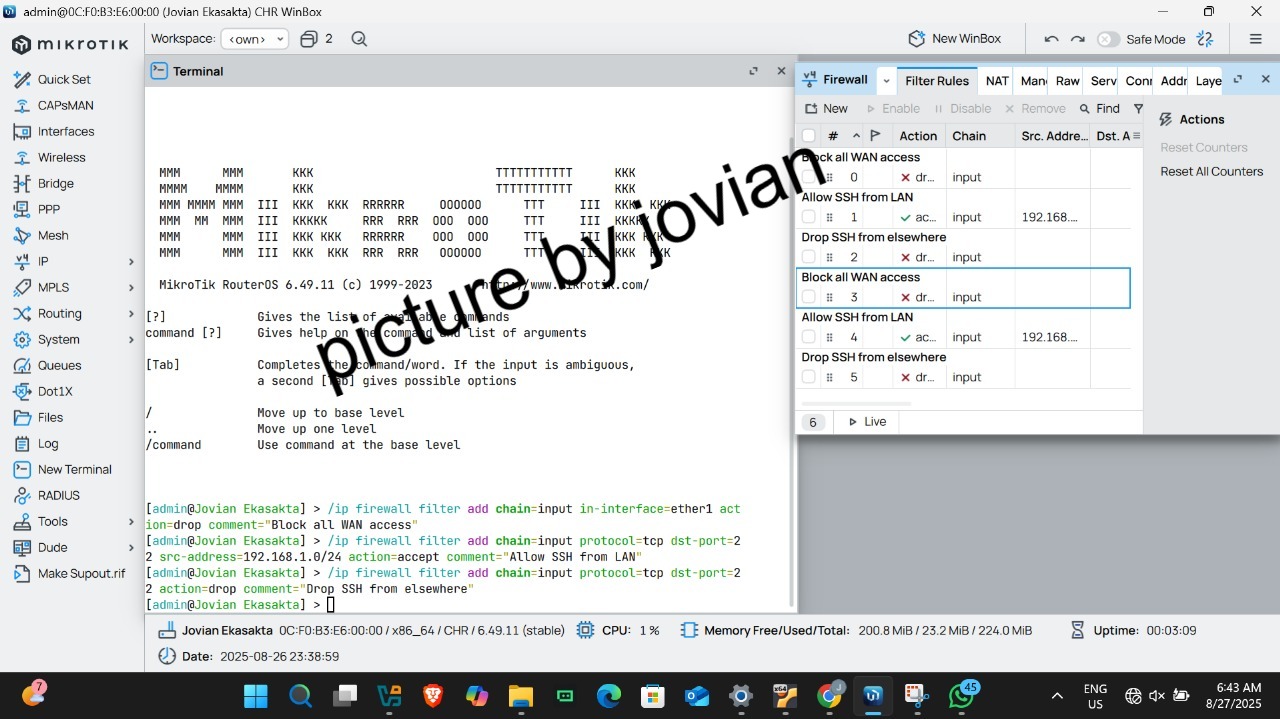 admin@0C:F0:B3:E6:00:00 (Jovian Ekasakta) CHR WinBox
MIKROTIK
Workspace: <own> 2
New WinBox
Safe Mode
Quick Set
CAPsMAN
Interfaces
Wireless
Bridge
PPP
Mesh
IP
MPLS
Routing
System
Queues
Dot1X
Files
Log
New Terminal
RADIUS
Tools
Dude
Make Supout.rif
Terminal
MMM MMM KKK TTTTTTTTTTT KKK
MMMM MMMM KKK TTTTTTTTTTT KKK
MMM MMMM MMM III KKK KKK RRRRRR OOOOOO TTT III KKK KKK
MMM MM MMM III KKKKK RRR RRR OOO OOO TTT III KKKKK
MMM MMM III KKK KKK RRRRRR OOO OOO TTT III KKK KKK
MMM MMM III KKK KKK RRR RRR OOOOOO TTT III KKK KKK
MikroTik RouterOS 6.49.11 (c) 1999-2023 http://www.mikrotik.com/
[?] Gives the list of available commands
command [?] Gives help on the command and list of arguments
[Tab] Completes the command/word. If the input is ambiguous,
a second [Tab] gives possible options
/ Move up to base level
.. Move up one level
/command Use command at the base level
[admin@Jovian Ekasakta] > /ip firewall filter add chain=input in-interface=ether1 act
ion=drop comment="Block all WAN access"
[admin@Jovian Ekasakta] > /ip firewall filter add chain=input protocol=tcp dst-port=2
2 src-address=192.168.1.0/24 action=accept comment="Allow SSH from LAN"
[admin@Jovian Ekasakta] > /ip firewall filter add chain=input protocol=tcp dst-port=2
2 action=drop comment="Drop SSH from elsewhere"
[admin@Jovian Ekasakta] >
picture by jovian
Firewall Filter Rules NAT Man Raw Serv Con Addr Laye
New Enable Disable Remove Find
# Action Chain Src. Addre... Dst. A
Block all WAN access
0 dr... input
Allow SSH from LAN
1 ac... input 192.168....
Drop SSH from elsewhere
2 dr... input
Block all WAN access
3 dr... input
Allow SSH from LAN
4 ac... input 192.168....
Drop SSH from elsewhere
5 dr... input
6 Live
Actions
Reset Counters
Reset All Counters
Jovian Ekasakta 0C:F0:B3:E6:00:00 / x86_64 / CHR / 6.49.11 (stable) CPU: 1 % Memory Free/Used/Total: 200.8 MiB / 23.2 MiB / 224.0 MiB Uptime: 00:03:09
Date: 2025-08-26 23:38:59
7
x64
J
45
ENG
US
6:43 AM
8/27/2025